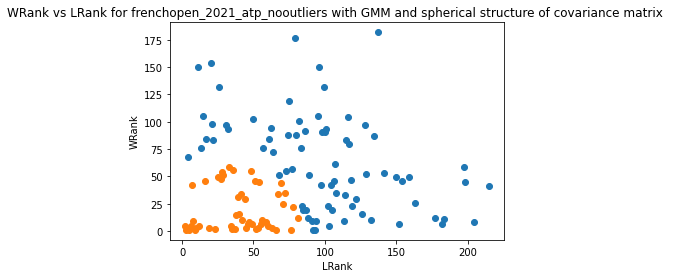 WRank vs LRank for frenchopen_2021_atp_nooutliers with GMM and spherical structure of covariance matrix
175
150
125
100
75
50
25
0
WRank
0 50 100 150 200
LRank